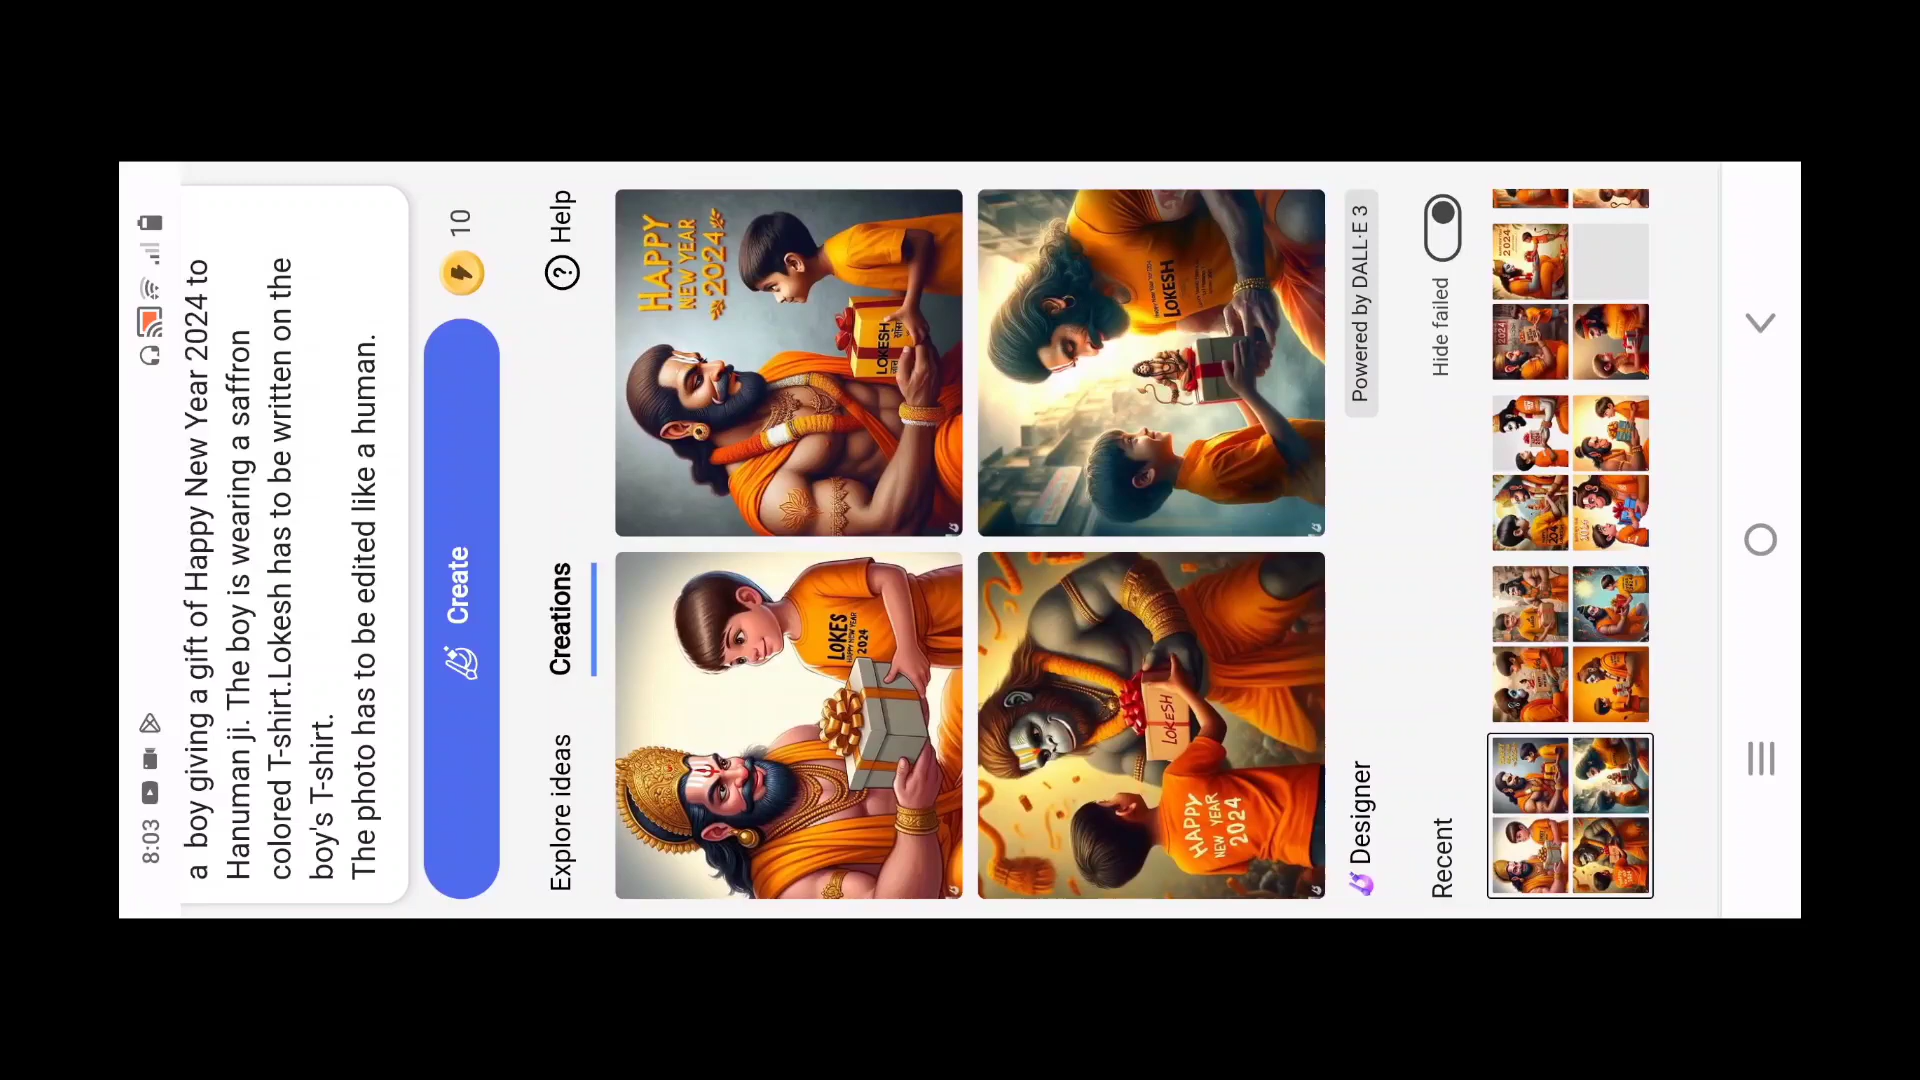 8:03
a boy giving a gift of Happy New Year 2024 to
Hanuman ji. The boy is wearing a saffron
colored T-shirt.Lokesh has to be written on the
boy's T-shirt.
The photo has to be edited like a human.
Create
10
Explore ideas
Creations
Help
LOKES
HAPPY NEW YEAR
2024
HAPPY
NEW YEAR
2024
LOKESH
HAPPY
NEW YEAR
2024
LOKESH
LOKESH
Designer
Powered by DALL·E 3
Recent
Hide failed